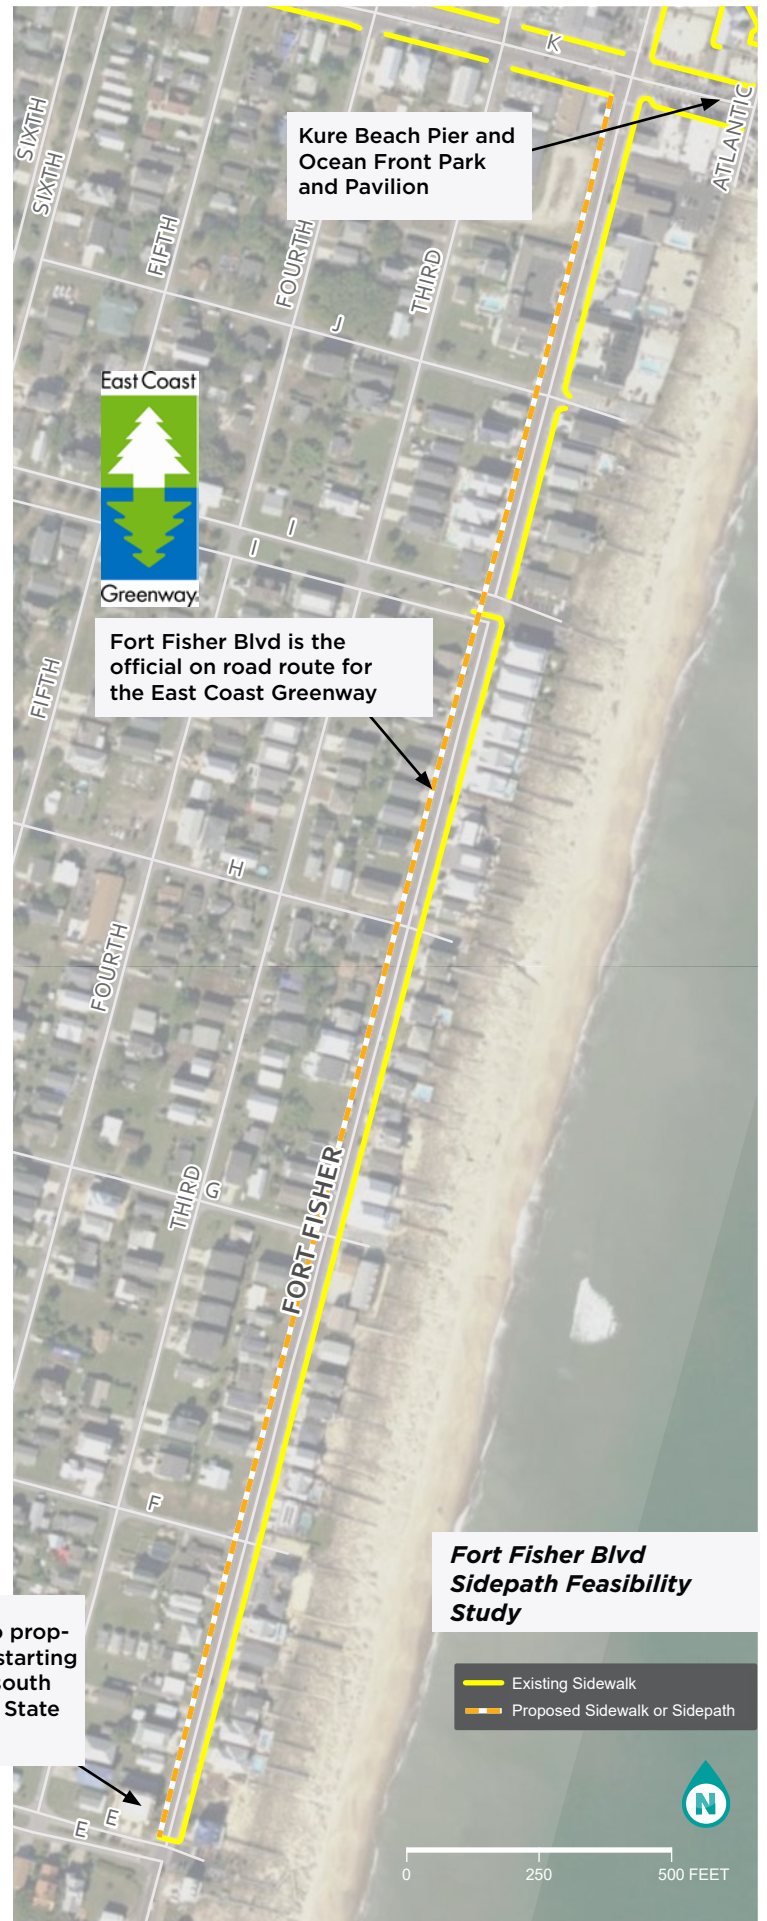 K
ATLANTIC
Kure Beach Pier and
Ocean Front Park
and Pavilion
SIXTH
SIXTH
FIFTH
FOURTH
THIRD
J
East Coast
Greenway
I
I
Fort Fisher Blvd is the
official on road route for
the East Coast Greenway
FIFTH
H
FOURTH
THIRD
G
FORT FISHER
F
Fort Fisher Blvd
Sidepath Feasibility
Study
prop-
starting
south
State
Existing Sidewalk
Proposed Sidewalk or Sidepath
N
E
E
0 250 500 FEET